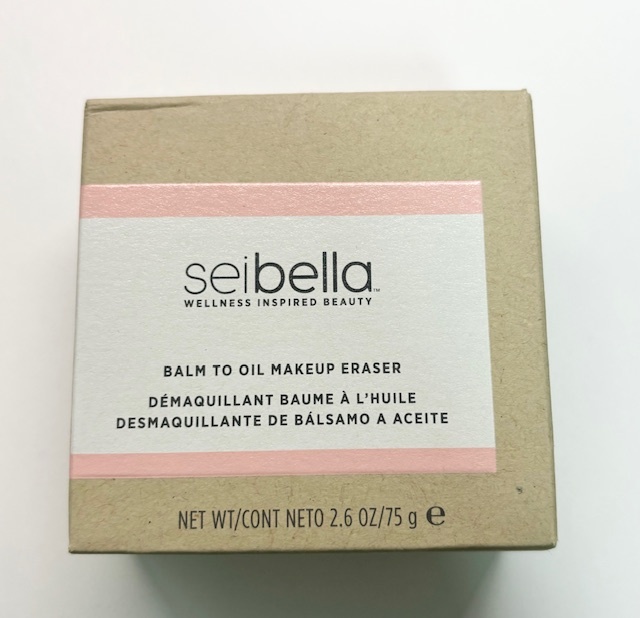 seibella™
WELLNESS INSPIRED BEAUTY
BALM TO OIL MAKEUP ERASER
DÉMAQUILLANT BAUME À L'HUILE
DESMAQUILLANTE DE BÁLSAMO A ACEITE
NET WT/CONT NETO 2.6 OZ/75 g ℮